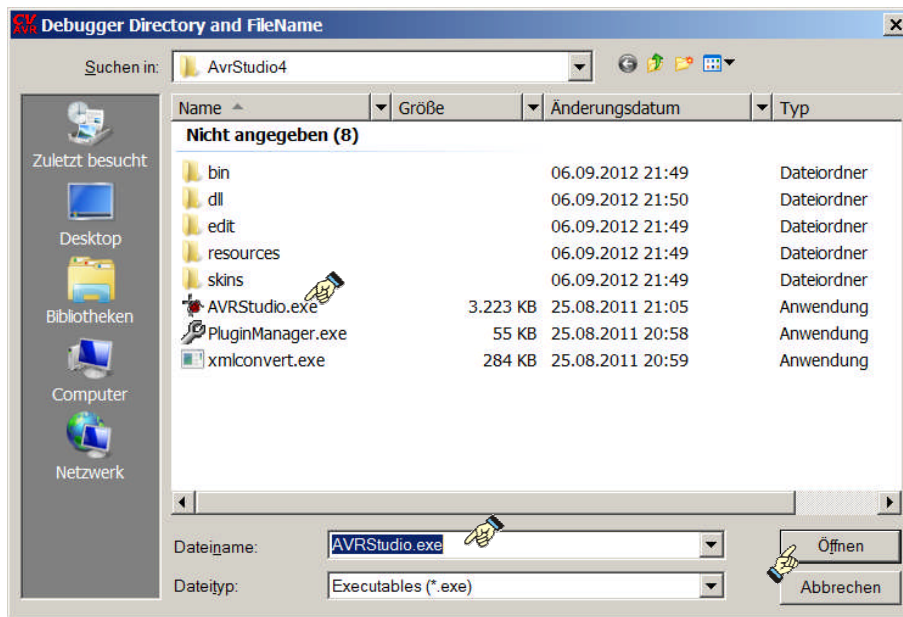 CV AVR Debugger Directory and FileName
Suchen in: AvrStudio4
Name Größe Änderungsdatum Typ
Nicht angegeben (8)
bin 06.09.2012 21:49 Dateiordner
dll 06.09.2012 21:50 Dateiordner
edit 06.09.2012 21:49 Dateiordner
resources 06.09.2012 21:49 Dateiordner
skins 06.09.2012 21:49 Dateiordner
AVRStudio.exe 3.223 KB 25.08.2011 21:05 Anwendung
PluginManager.exe 55 KB 25.08.2011 20:58 Anwendung
xmlconvert.exe 284 KB 25.08.2011 20:59 Anwendung
Zuletzt besucht
Desktop
Bibliotheken
Computer
Netzwerk
Dateiname: AVRStudio.exe Öffnen
Dateityp: Executables (*.exe) Abbrechen